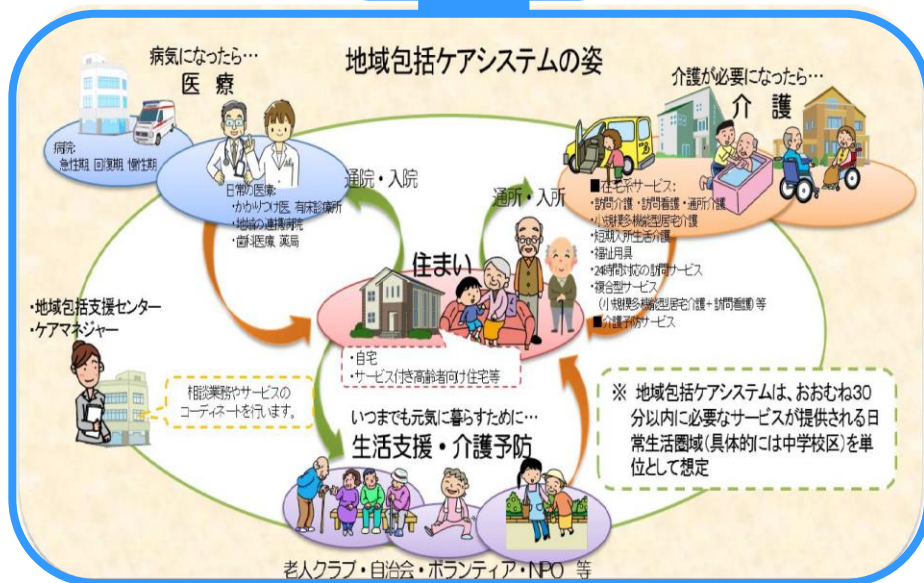 地域包括ケアシステムの姿
病気になったら…
医 療
病院:
急性期、回復期、慢性期
日常の医療:
・かかりつけ医、有床診療所
・地域の連携病院
・歯科医療、薬局
通院・入院
介護が必要になったら…
介 護
通所・入所
■在宅系サービス:
・訪問介護・訪問看護・通所介護
・小規模多機能型居宅介護
・短期入所生活介護
・福祉用具
・24時間対応の訪問サービス
・複合型サービス
(小規模多機能型居宅介護+訪問看護)等
■介護予防サービス
住まい
・自宅
・サービス付き高齢者向け住宅等
・地域包括支援センター
・ケアマネジャー
相談業務やサービスの
コーディネートを行います。
いつまでも元気に暮らすために…
生活支援・介護予防
老人クラブ・自治会・ボランティア・NPO 等
※ 地域包括ケアシステムは、おおむね30
分以内に必要なサービスが提供される日
常生活圏域(具体的には中学校区)を単
位として想定